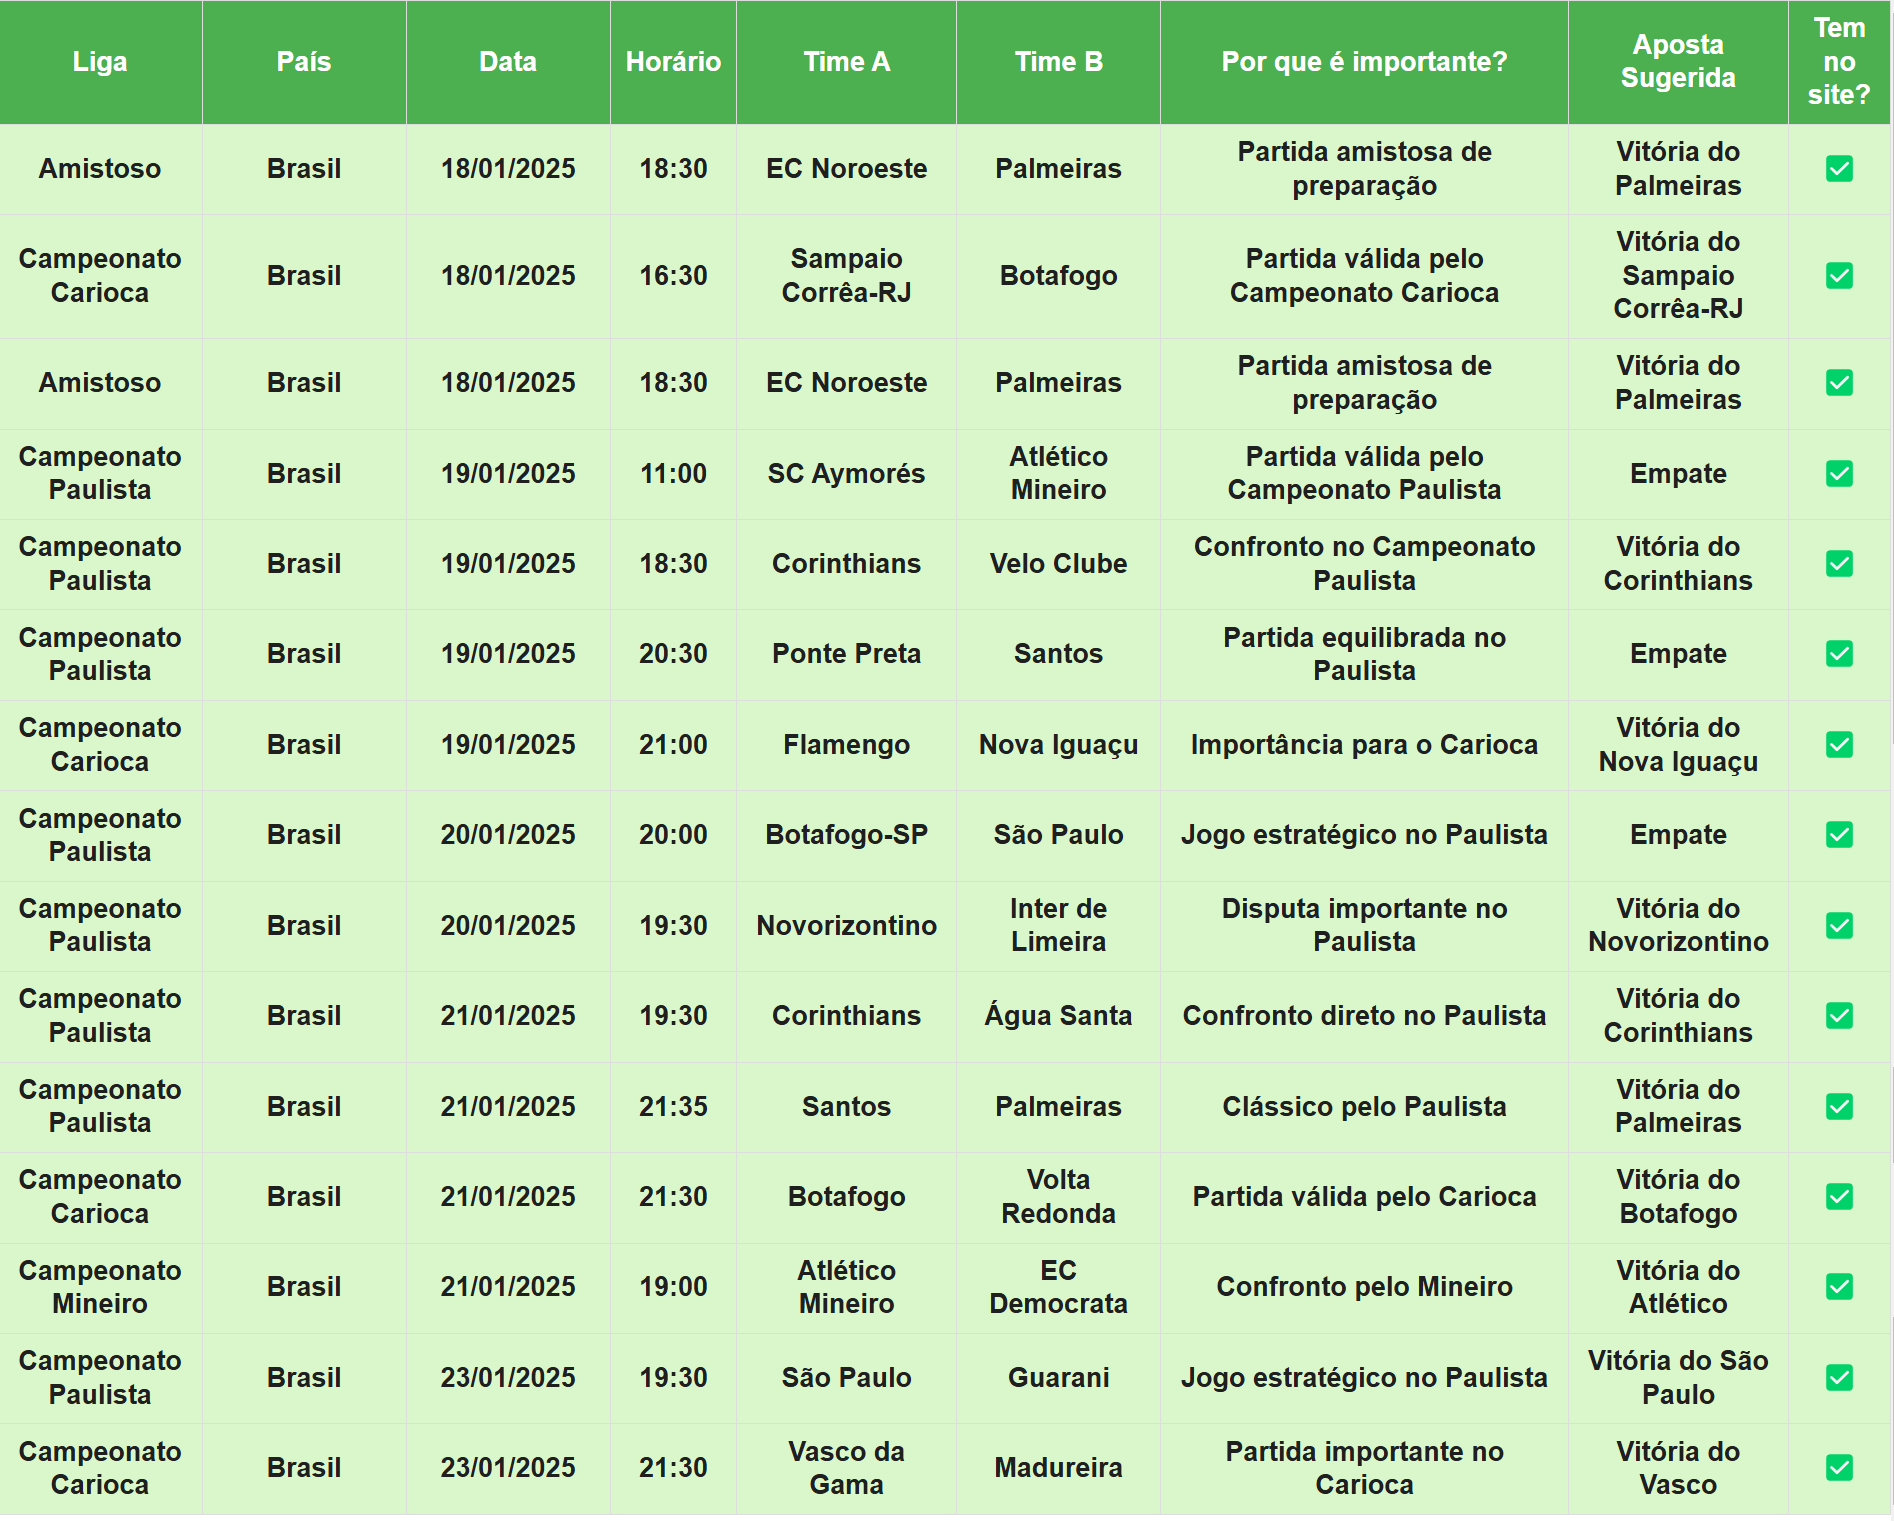 Liga País Data Horário Time A Time B Por que é importante? Aposta Sugerida Tem no site?
Amistoso Brasil 18/01/2025 18:30 EC Noroeste Palmeiras Partida amistosa de preparação Vitória do Palmeiras ✅
Campeonato Carioca Brasil 18/01/2025 16:30 Sampaio Corrêa-RJ Botafogo Partida válida pelo Campeonato Carioca Vitória do Sampaio Corrêa-RJ ✅
Amistoso Brasil 18/01/2025 18:30 EC Noroeste Palmeiras Partida amistosa de preparação Vitória do Palmeiras ✅
Campeonato Paulista Brasil 19/01/2025 11:00 SC Aymorés Atlético Mineiro Partida válida pelo Campeonato Paulista Empate ✅
Campeonato Paulista Brasil 19/01/2025 18:30 Corinthians Velo Clube Confronto no Campeonato Paulista Vitória do Corinthians ✅
Campeonato Paulista Brasil 19/01/2025 20:30 Ponte Preta Santos Partida equilibrada no Paulista Empate ✅
Campeonato Carioca Brasil 19/01/2025 21:00 Flamengo Nova Iguaçu Importância para o Carioca Vitória do Nova Iguaçu ✅
Campeonato Paulista Brasil 20/01/2025 20:00 Botafogo-SP São Paulo Jogo estratégico no Paulista Empate ✅
Campeonato Paulista Brasil 20/01/2025 19:30 Novorizontino Inter de Limeira Disputa importante no Paulista Vitória do Novorizontino ✅
Campeonato Paulista Brasil 21/01/2025 19:30 Corinthians Água Santa Confronto direto no Paulista Vitória do Corinthians ✅
Campeonato Paulista Brasil 21/01/2025 21:35 Santos Palmeiras Clássico pelo Paulista Vitória do Palmeiras ✅
Campeonato Carioca Brasil 21/01/2025 21:30 Botafogo Volta Redonda Partida válida pelo Carioca Vitória do Botafogo ✅
Campeonato Mineiro Brasil 21/01/2025 19:00 Atlético Mineiro EC Democrata Confronto pelo Mineiro Vitória do Atlético ✅
Campeonato Paulista Brasil 23/01/2025 19:30 São Paulo Guarani Jogo estratégico no Paulista Vitória do São Paulo ✅
Campeonato Carioca Brasil 23/01/2025 21:30 Vasco da Gama Madureira Partida importante no Carioca Vitória do Vasco ✅